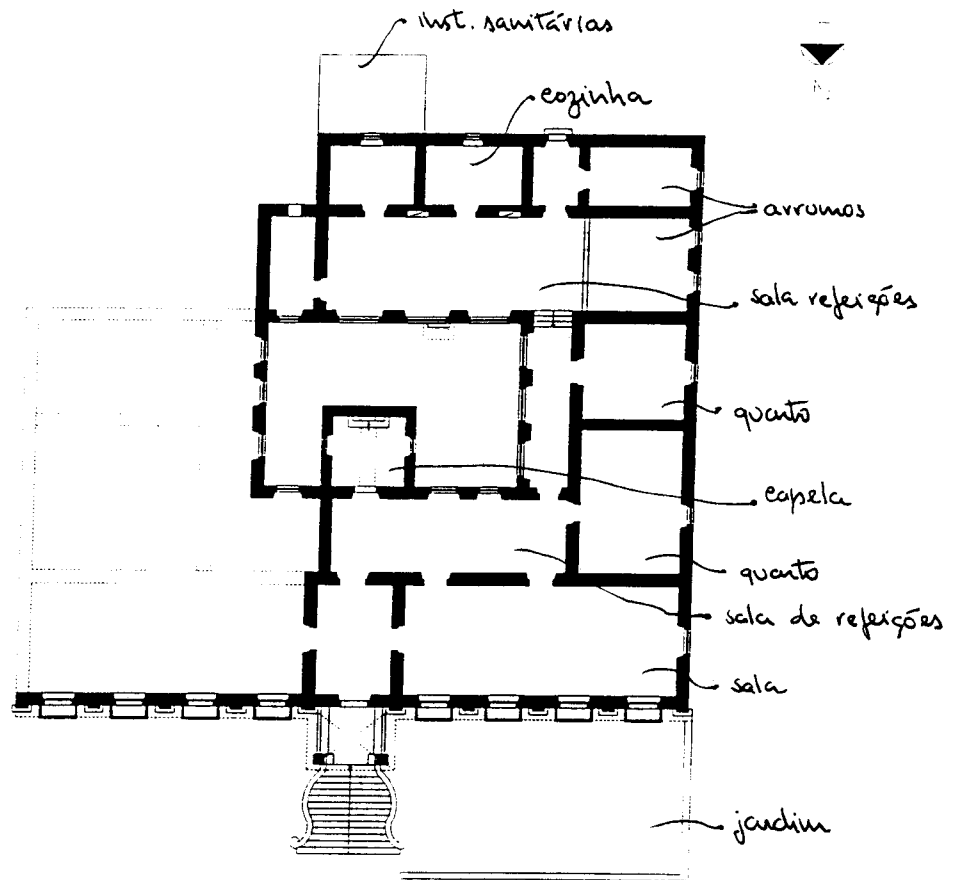 inst. sanitárias
cozinha
arrumos
sala refeições
quarto
capela
quarto
sala de refeições
sala
jardim